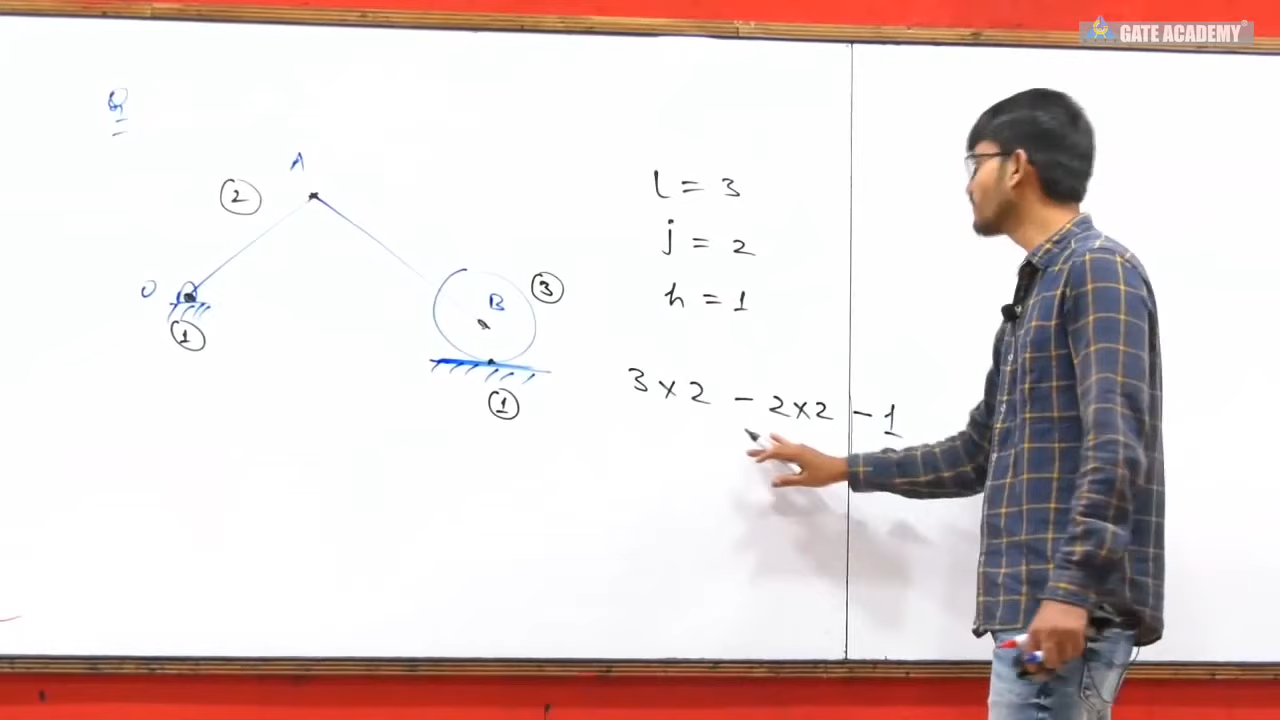 GATE ACADEMY
Q
A
2
l = 3
j = 2
O
B
3
h = 1
1
1
3 x 2 - 2 x 2 - 1